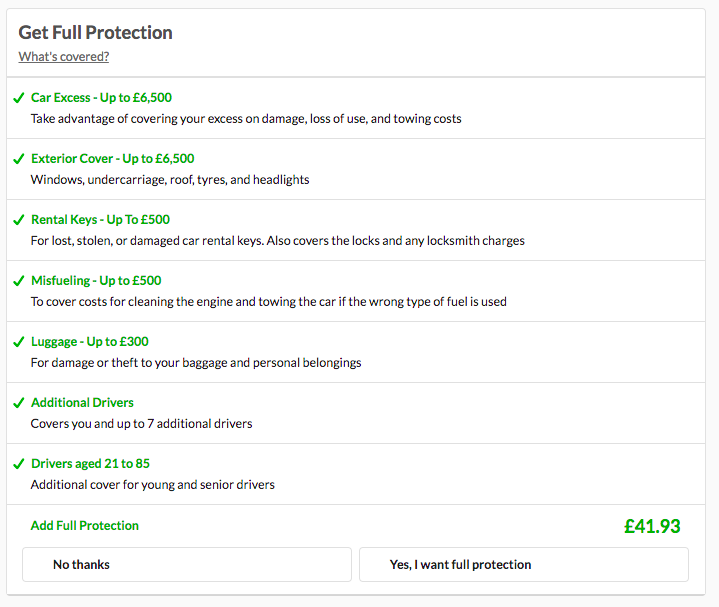 Get Full Protection
What's covered?
Car Excess - Up to £6,500
Take advantage of covering your excess on damage, loss of use, and towing costs
Exterior Cover - Up to £6,500
Windows, undercarriage, roof, tyres, and headlights
Rental Keys - Up To £500
For lost, stolen, or damaged car rental keys. Also covers the locks and any locksmith charges
Misfueling - Up to £500
To cover costs for cleaning the engine and towing the car if the wrong type of fuel is used
Luggage - Up to £300
For damage or theft to your baggage and personal belongings
Additional Drivers
Covers you and up to 7 additional drivers
Drivers aged 21 to 85
Additional cover for young and senior drivers
Add Full Protection £41.93
No thanks Yes, I want full protection